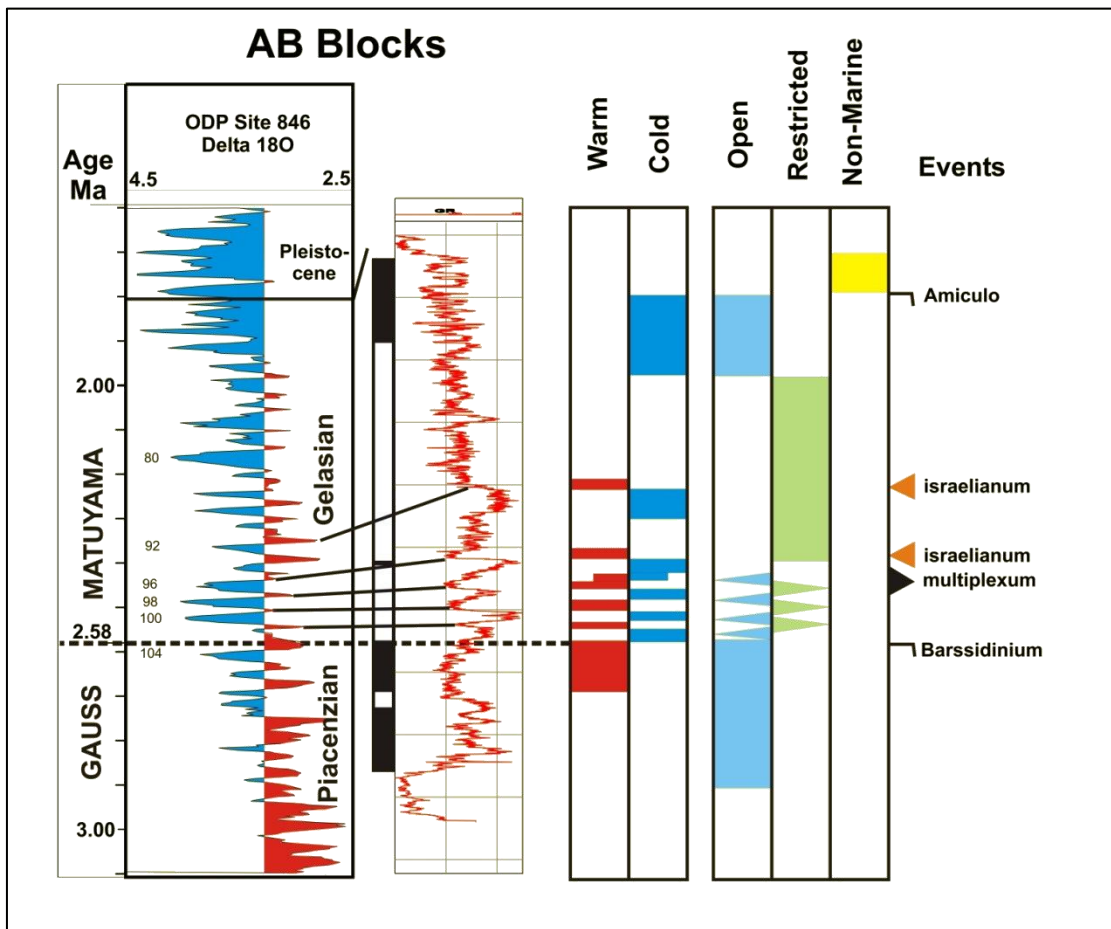 AB Blocks
ODP Site 846
Delta 18O
Age
Ma
4.5
2.5
GR
Warm
Cold
Open
Restricted
Non-Marine
Events
Pleisto-
cene
Amiculo
2.00
MATUYAMA
Gelasian
80
israelianum
92
israelianum
96
multiplexum
98
100
2.58
104
Barssidinium
GAUSS
Piacenzian
3.00